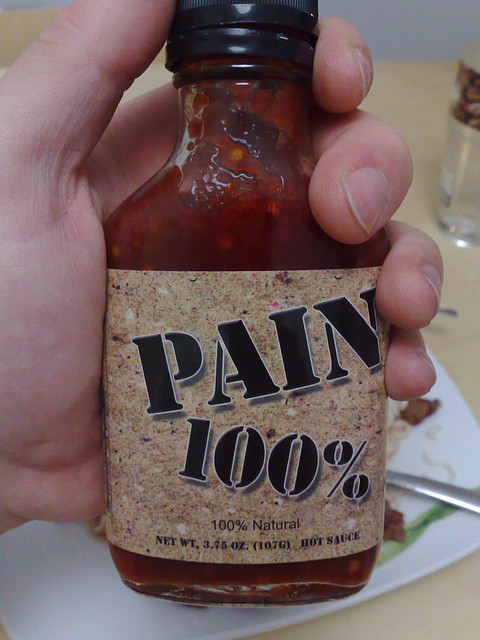 PAIN
100%
100% Natural
NET WT. 3.75 OZ. (107G) HOT SAUCE